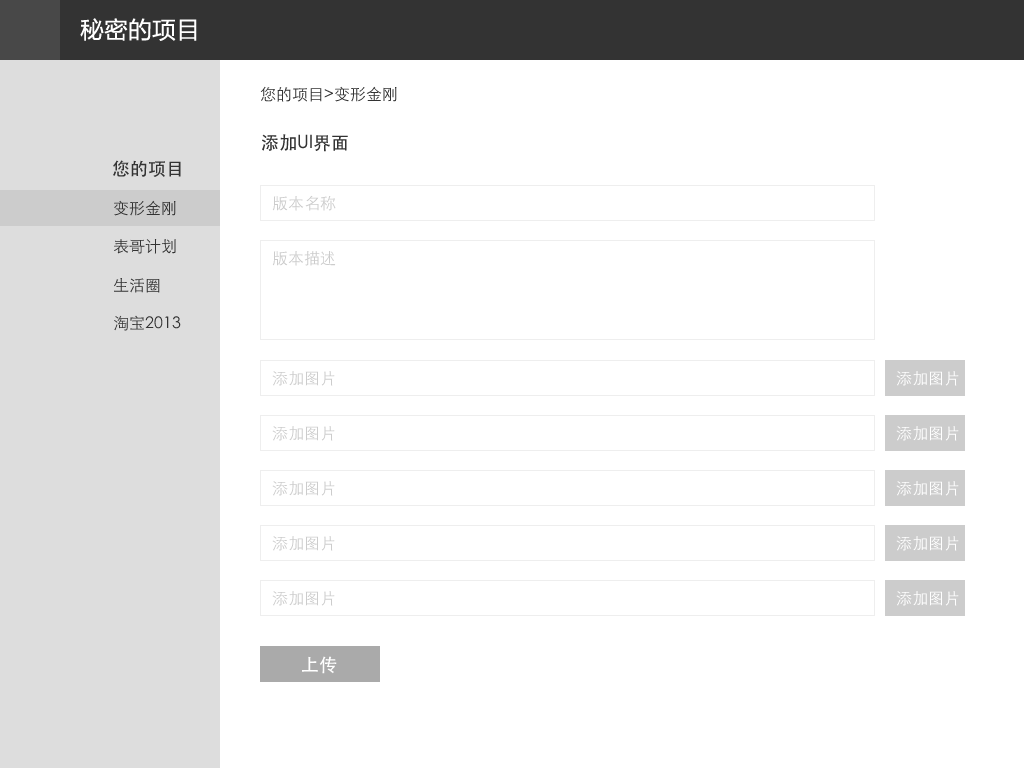 秘密的项目
您的项目
变形金刚
表哥计划
生活圈
淘宝2013
您的项目>变形金刚
添加UI界面
版本名称
版本描述
添加图片 添加图片
添加图片 添加图片
添加图片 添加图片
添加图片 添加图片
添加图片 添加图片
上传